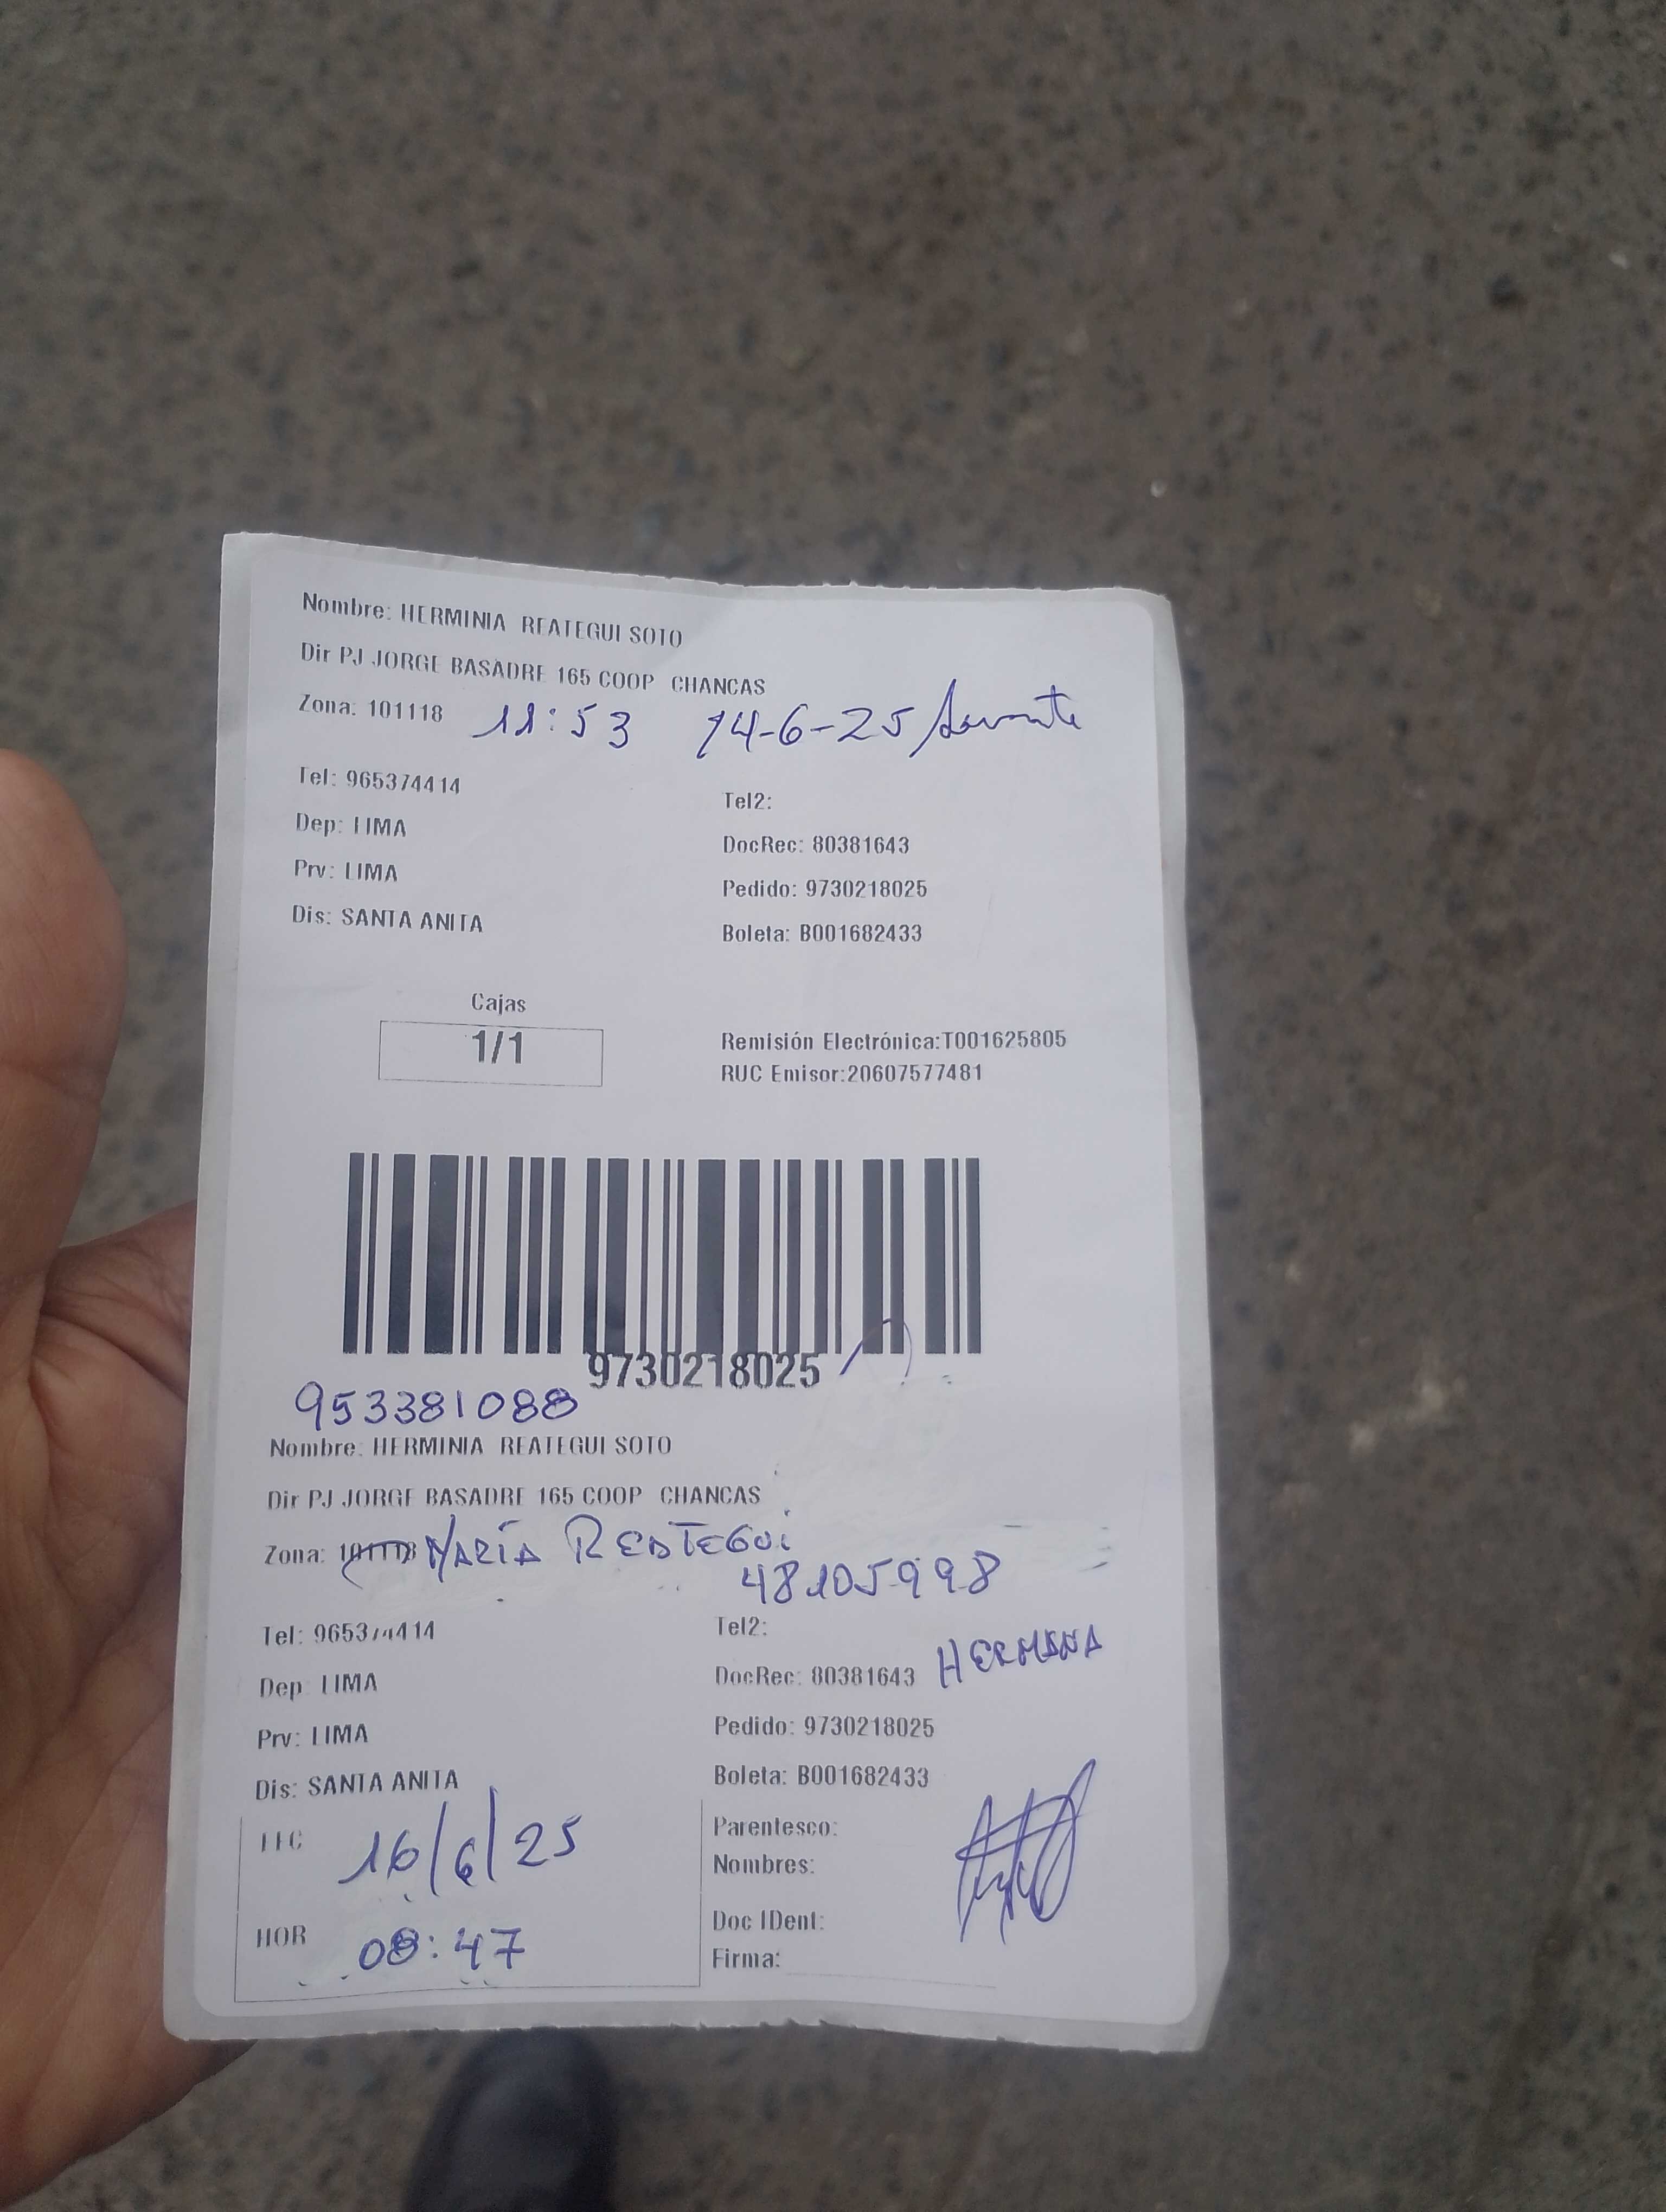 Nombre: HERMINIA REATEGUI SOTO
Dir PJ JORGE BASADRE 165 COOP CHANCAS
Zona: 101118 11:53 14-6-25
Tel: 965374414
Tel2:
Dep: LIMA
DocRec: 80381643
Prv: LIMA
Pedido: 9730218025
Dis: SANTA ANITA
Boleta: B001682433
Cajas
1/1
Remisión Electrónica:T001625805
RUC Emisor:20607577481
9730218025
953381088
Nombre: HERMINIA REATEGUI SOTO
Dir PJ JORGE BASADRE 165 COOP CHANCAS
Zona: 101118 MARÍA REATEGUI
48105998
Tel: 965374414
Tel2:
HERMANA
Dep: LIMA
DocRec: 80381643
Prv: LIMA
Pedido: 9730218025
Dis: SANTA ANITA
Boleta: B001682433
FEC 16/6/25
Parentesco:
Nombres:
HOR 08:47
Doc IDent:
Firma: